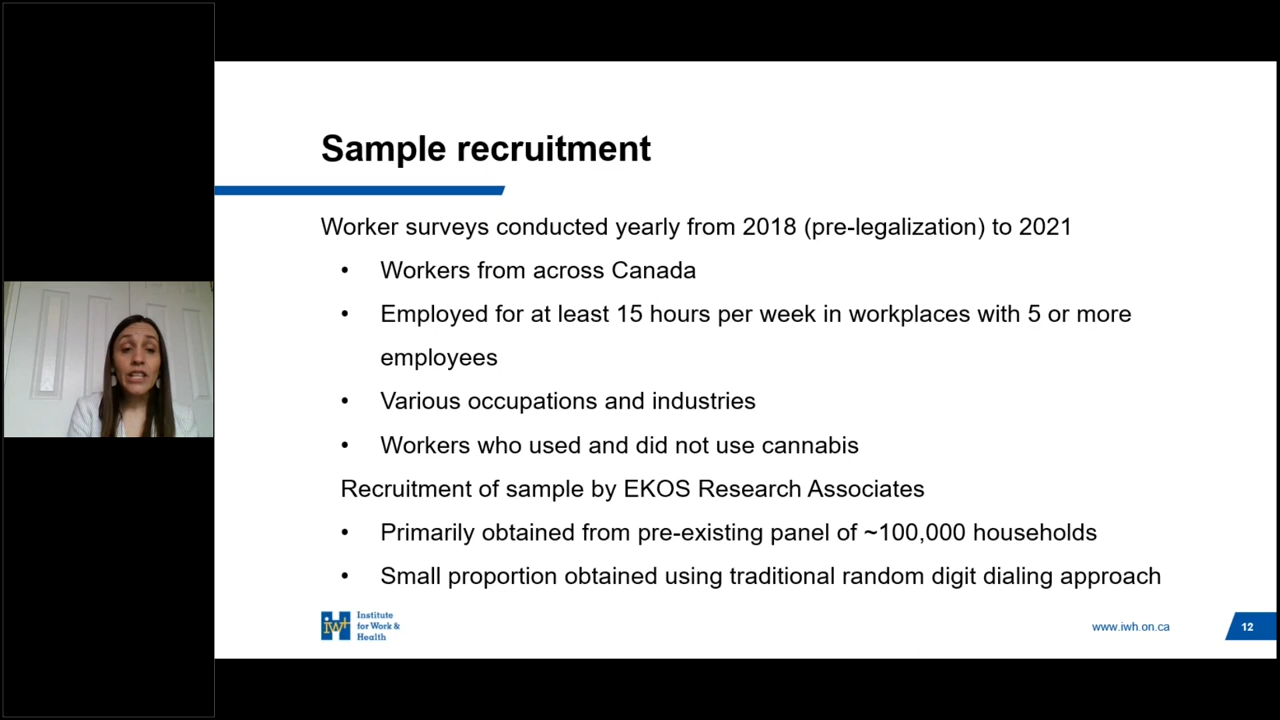 Sample recruitment
Worker surveys conducted yearly from 2018 (pre-legalization) to 2021
• Workers from across Canada
• Employed for at least 15 hours per week in workplaces with 5 or more
employees
• Various occupations and industries
• Workers who used and did not use cannabis
Recruitment of sample by EKOS Research Associates
• Primarily obtained from pre-existing panel of ~100,000 households
• Small proportion obtained using traditional random digit dialing approach
iwh
Institute
for Work &
Health
www.iwh.on.ca
12